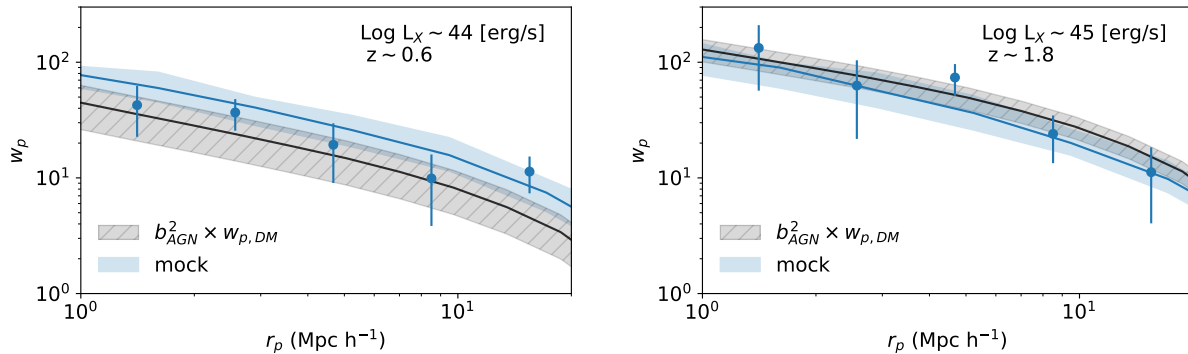 Log L_X ~ 44 [erg/s]
z ~ 0.6
10^2
10^1
10^0
w_p
b^2_AGN × w_p,DM
mock
10^0
10^1
r_p (Mpc h^−1)
Log L_X ~ 45 [erg/s]
z ~ 1.8
10^2
10^1
10^0
w_p
b^2_AGN × w_p,DM
mock
10^0
10^1
r_p (Mpc h^−1)